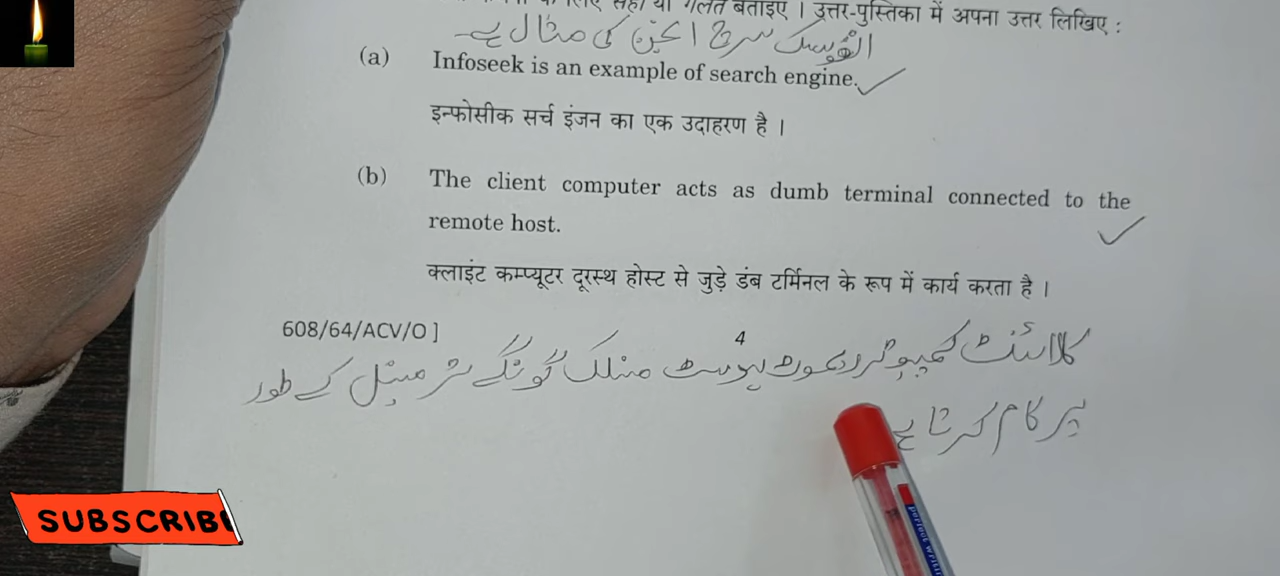 के लिए सही या गलत बताइए । उत्तर-पुस्तिका में अपना उत्तर लिखिए :
انفوسیک سرچ انجن کی مثال ہے۔
(a) Infoseek is an example of search engine.
इन्फोसीक सर्च इंजन का एक उदाहरण है ।
(b) The client computer acts as dumb terminal connected to the
remote host.
क्लाइंट कम्प्यूटर दूरस्थ होस्ट से जुड़े डंब टर्मिनल के रूप में कार्य करता है ।
608/64/ACV/O ] 4
کلائنٹ کمپیوٹر ریموٹ ہوسٹ منسلک گونگے ٹرمینل کے طور
پر کام کرتا ہے
perfect
SUBSCRIBE